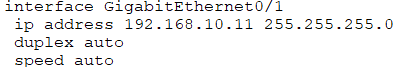 interface GigabitEthernet0/1
 ip address 192.168.10.11 255.255.255.0
 duplex auto
 speed auto